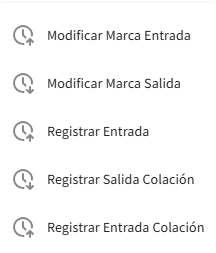 Modificar Marca Entrada
Modificar Marca Salida
Registrar Entrada
Registrar Salida Colación
Registrar Entrada Colación